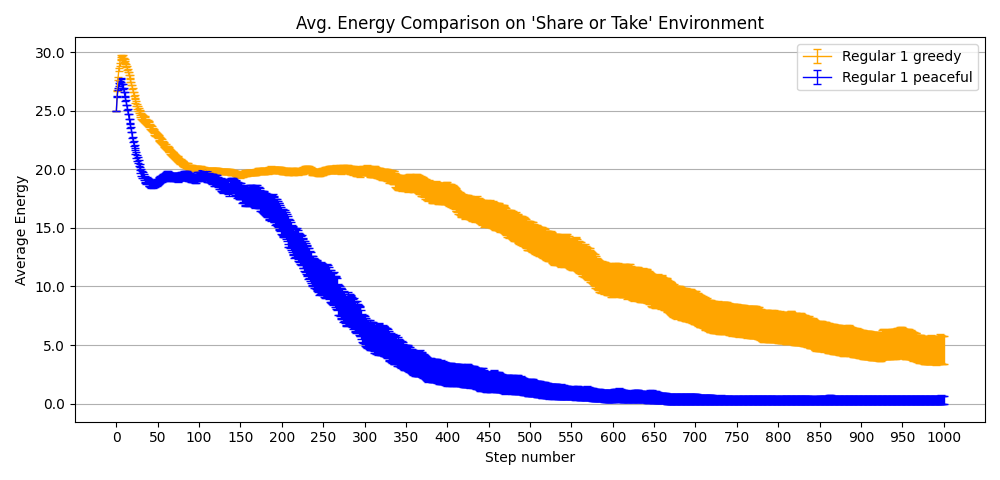 Avg. Energy Comparison on 'Share or Take' Environment
Regular 1 greedy
Regular 1 peaceful
Average Energy
30.0
25.0
20.0
15.0
10.0
5.0
0.0
0 50 100 150 200 250 300 350 400 450 500 550 600 650 700 750 800 850 900 950 1000
Step number